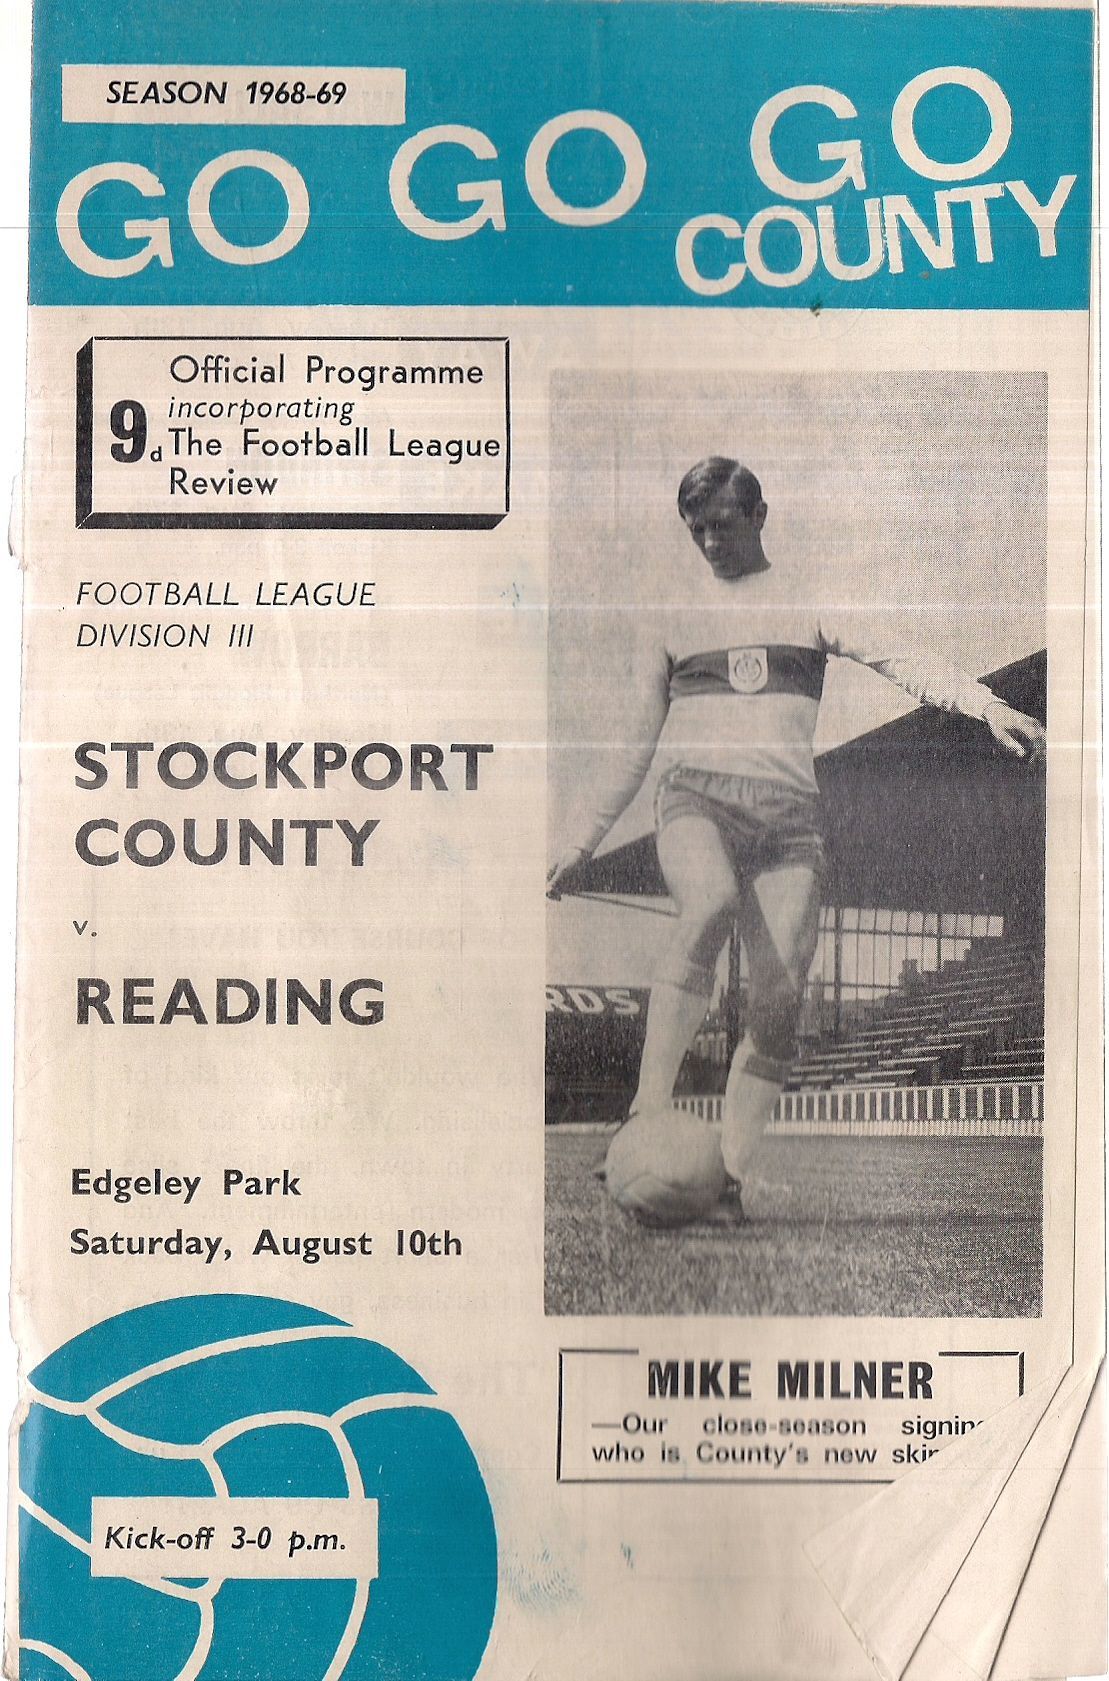 SEASON 1968-69
GO GO GO
COUNTY
Official Programme
incorporating
9d The Football League
Review
FOOTBALL LEAGUE
DIVISION III
STOCKPORT
COUNTY
v.
READING
RDS
Edgeley Park
Saturday, August 10th
MIKE MILNER
—Our close-season
who is County's new
Kick-off 3-0 p.m.